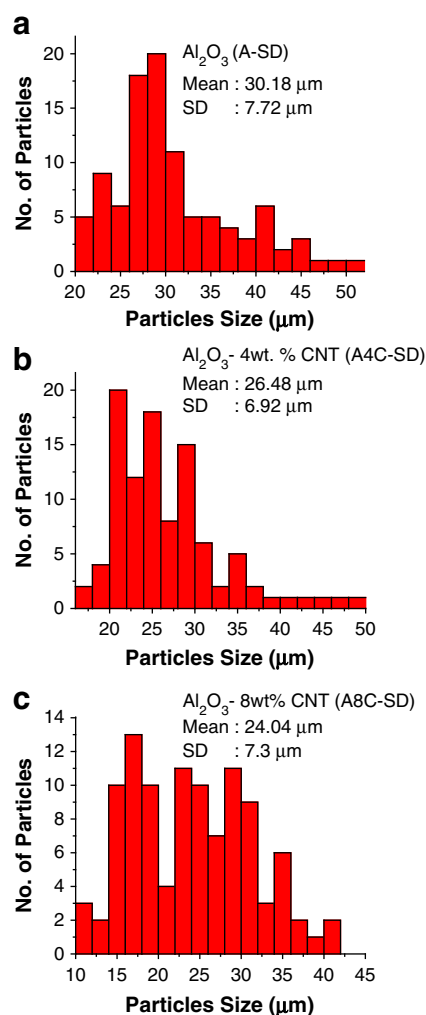 a
Al₂O₃ (A-SD)
Mean : 30.18 μm
SD : 7.72 μm
No. of Particles
20
15
10
5
0
20 25 30 35 40 45 50
Particles Size (μm)
b
Al₂O₃- 4wt. % CNT (A4C-SD)
Mean : 26.48 μm
SD : 6.92 μm
No. of Particles
20
15
10
5
0
20 25 30 35 40 45 50
Particles Size (μm)
c
Al₂O₃- 8wt% CNT (A8C-SD)
Mean : 24.04 μm
SD : 7.3 μm
No. of Particles
14
12
10
8
6
4
2
0
10 15 20 25 30 35 40 45
Particles Size (μm)